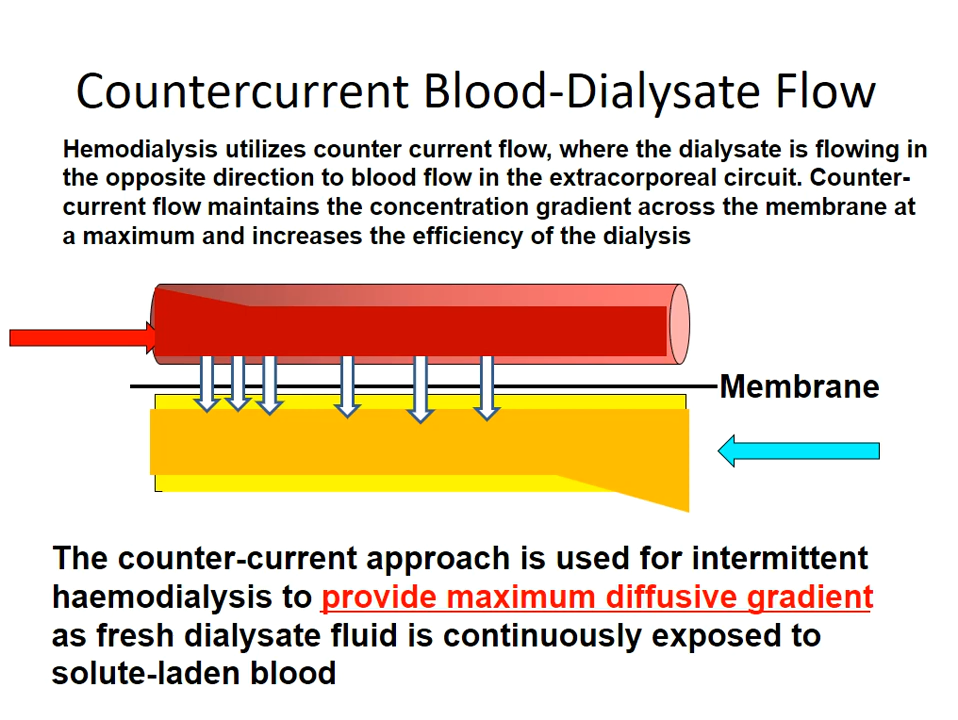 Countercurrent Blood-Dialysate Flow
Hemodialysis utilizes counter current flow, where the dialysate is flowing in
the opposite direction to blood flow in the extracorporeal circuit. Counter-
current flow maintains the concentration gradient across the membrane at
a maximum and increases the efficiency of the dialysis
Membrane
The counter-current approach is used for intermittent
haemodialysis to provide maximum diffusive gradient
as fresh dialysate fluid is continuously exposed to
solute-laden blood